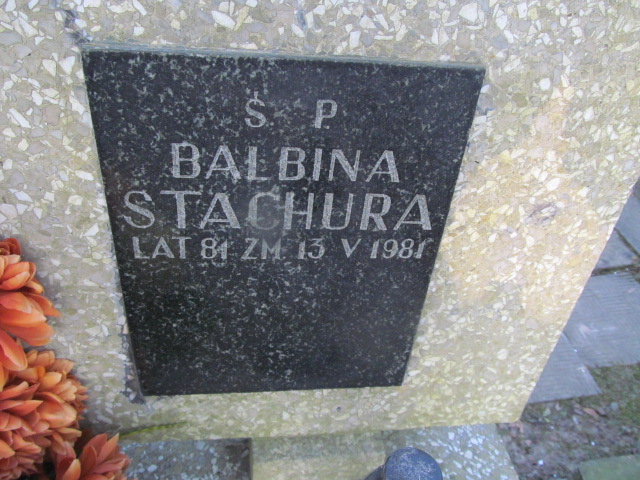 Ś P.
BALBINA
STACHURA
LAT 81 ZM 13 V 1981